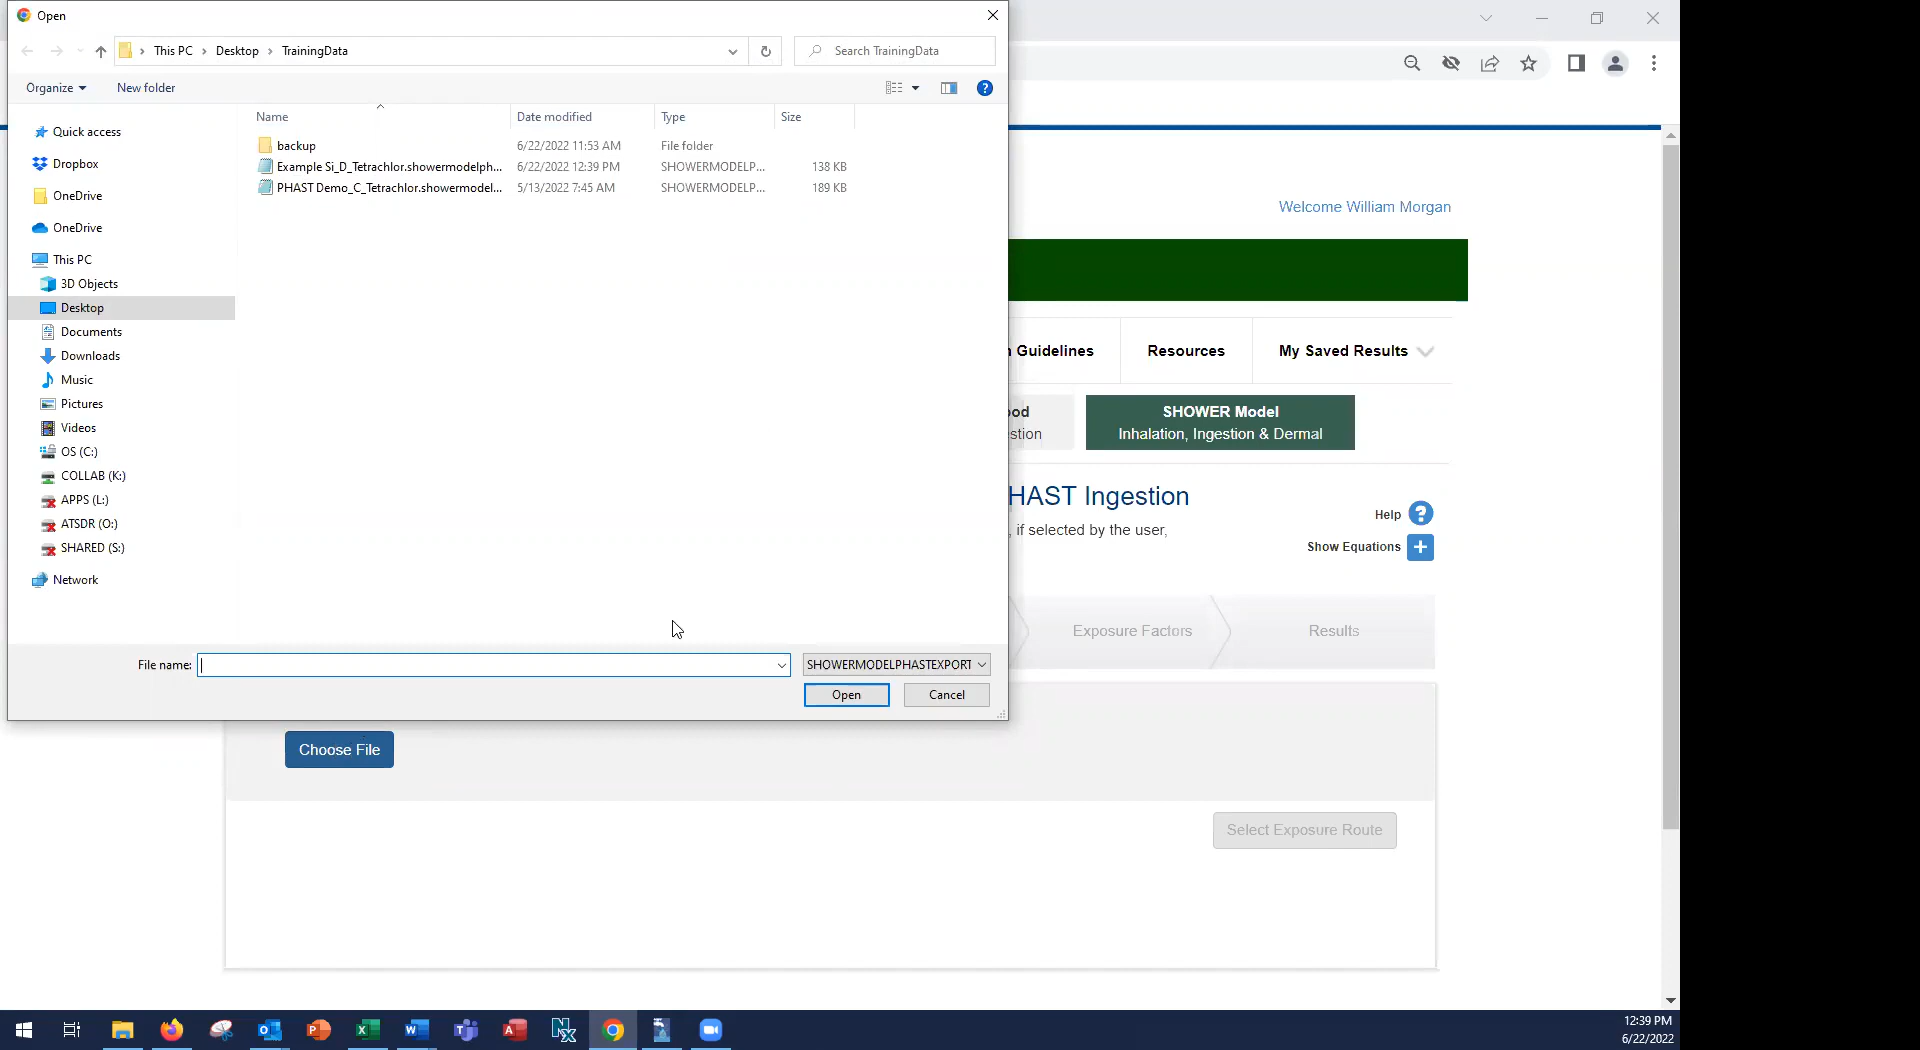 Open
This PC > Desktop > TrainingData
Search TrainingData
Organize
New folder
Name
Date modified
Type
Size
backup
6/22/2022 11:53 AM
File folder
Example Si_D_Tetrachlor.showermodelph...
6/22/2022 12:39 PM
SHOWERMODELP...
138 KB
PHAST Demo_C_Tetrachlor.showermodel...
5/13/2022 7:45 AM
SHOWERMODELP...
189 KB
Quick access
Dropbox
OneDrive
OneDrive
This PC
3D Objects
Desktop
Documents
Downloads
Music
Pictures
Videos
OS (C:)
COLLAB (K:)
APPS (L:)
ATSDR (O:)
SHARED (S:)
Network
File name:
SHOWERMODELPHASTEXPORT
Open
Cancel
Welcome William Morgan
Guidelines
Resources
My Saved Results
ood
stion
SHOWER Model
Inhalation, Ingestion & Dermal
HAST Ingestion
, if selected by the user,
Help
Show Equations
Exposure Factors
Results
Choose File
Select Exposure Route
12:39 PM
6/22/2022